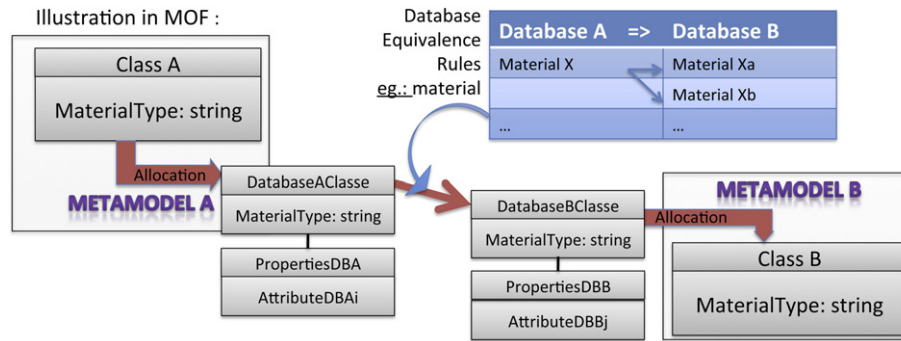 Illustration in MOF :
Class A
MaterialType: string
Allocation
METAMODEL A
DatabaseAClasse
MaterialType: string
PropertiesDBA
AttributeDBAi
Database
Equivalence
Rules
eg.: material
Database A => Database B
Material X Material Xa
Material Xb
... ...
DatabaseBClasse
MaterialType: string
PropertiesDBB
AttributeDBBj
METAMODEL B
Allocation
Class B
MaterialType: string